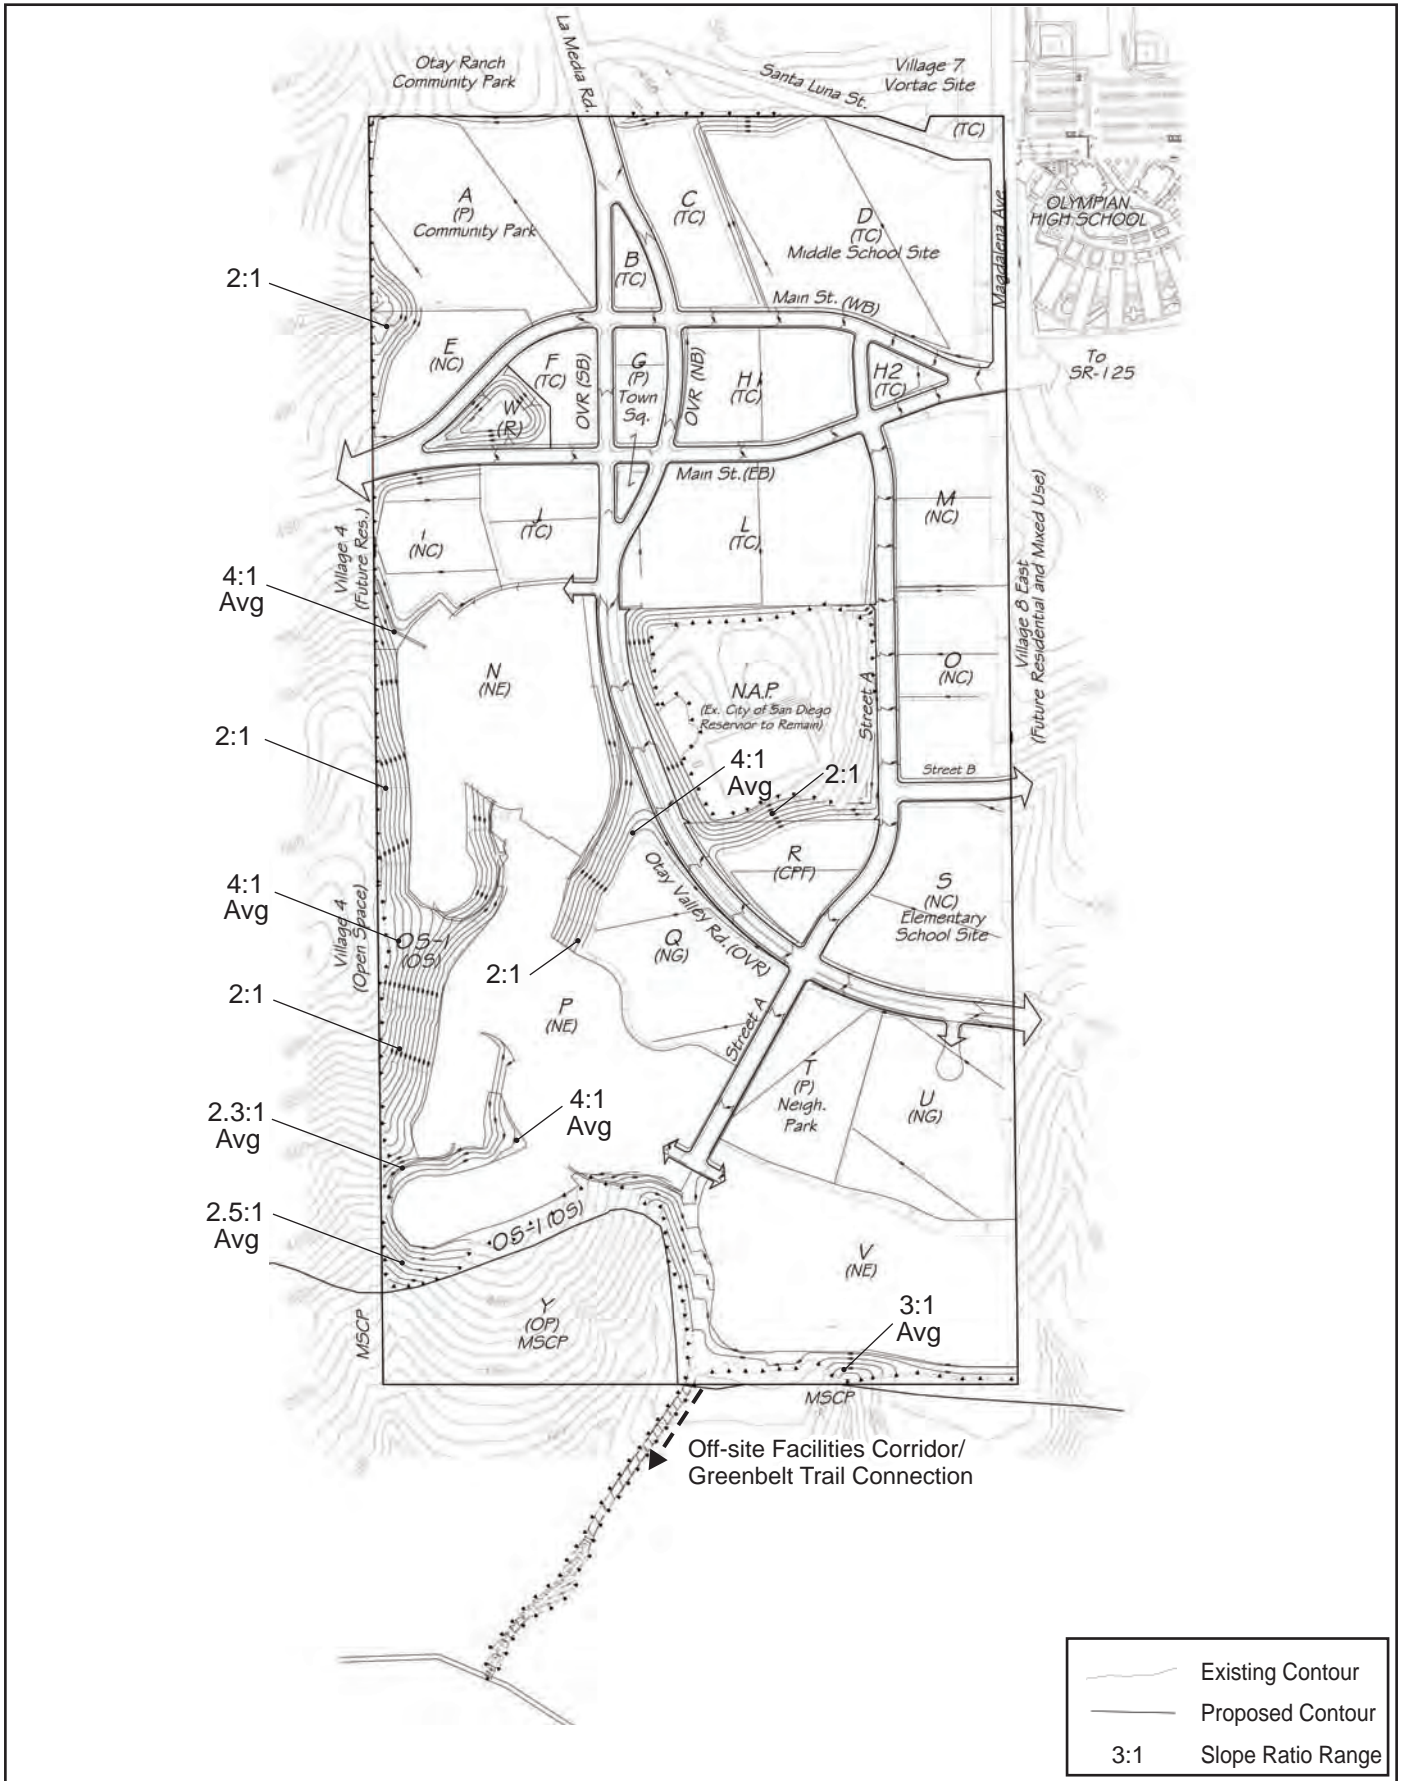 Otay Ranch
Community Park
La Media Rd.
Santa Luna St.
Village 7
Vortac Site
(TC)
OLYMPIAN
HIGH SCHOOL
Magdalena Ave
A
(P)
Community Park
C
(TC)
D
(TC)
Middle School Site
B
(TC)
2:1
Main St. (WB)
E
(NC)
F
(TC)
OVR (SB)
G
(P)
Town
Sq.
OVR (NB)
H1
(TC)
H2
(TC)
To
SR-125
W
(R)
Main St.(EB)
Village 4
(Future Res.)
I
(NC)
J
(TC)
L
(TC)
M
(NC)
Village 8 East
(Future Residential and Mixed Use)
4:1
Avg
N
(NE)
N.A.P.
(Ex. City of San Diego
Reservior to Remain)
Street A
O
(NC)
2:1
4:1
Avg
2:1
Street B
R
(CPF)
Otay Valley Rd. (OVR)
S
(NC)
Elementary
School Site
4:1
Avg
Village 4
(Open Space)
OS-1
(OS)
Q
(NG)
2:1
2:1
P
(NE)
Street A
T
(P)
Neigh.
Park
U
(NG)
2.3:1
Avg
4:1
Avg
2.5:1
Avg
OS-1 (OS)
V
(NE)
Y
(OP)
MSCP
MSCP
3:1
Avg
MSCP
Off-site Facilities Corridor/
Greenbelt Trail Connection
Existing Contour
Proposed Contour
3:1 Slope Ratio Range